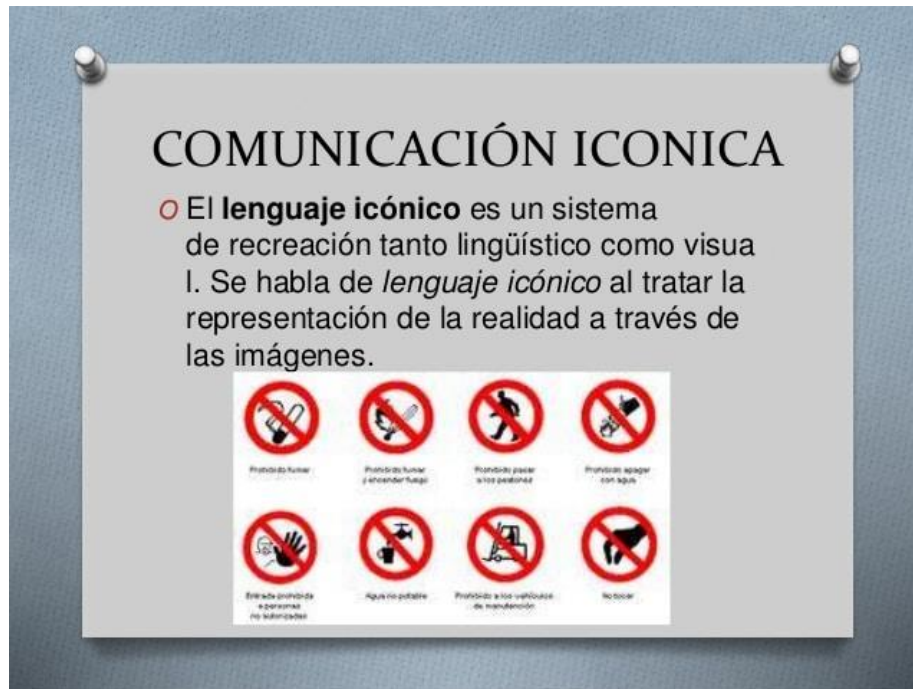 COMUNICACIÓN ICONICA
O El lenguaje icónico es un sistema
de recreación tanto lingüístico como visua
l. Se habla de lenguaje icónico al tratar la
representación de la realidad a través de
las imágenes.
Prohibido fumar
Prohibido fumar
y encender fuego
Prohibido pasar
a los peatones
Prohibido apagar
con agua
Entrada prohibida
a personas
no autorizadas
Agua no potable
Prohibido a los vehículos
de manutención
No tocar